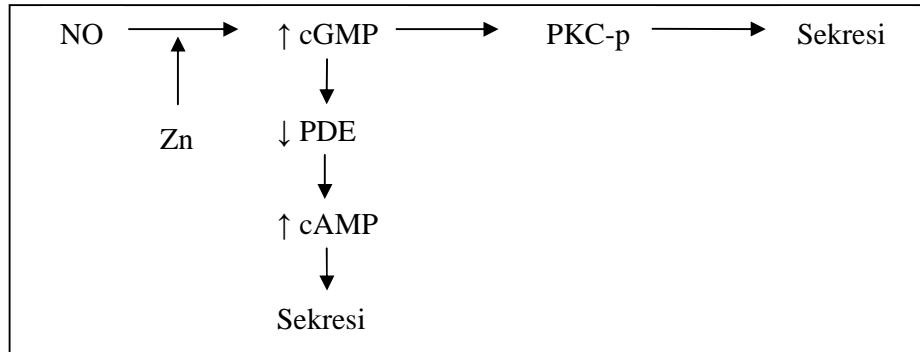 NO ↑ cGMP PKC-p Sekresi
Zn ↓ PDE
↑ cAMP
Sekresi